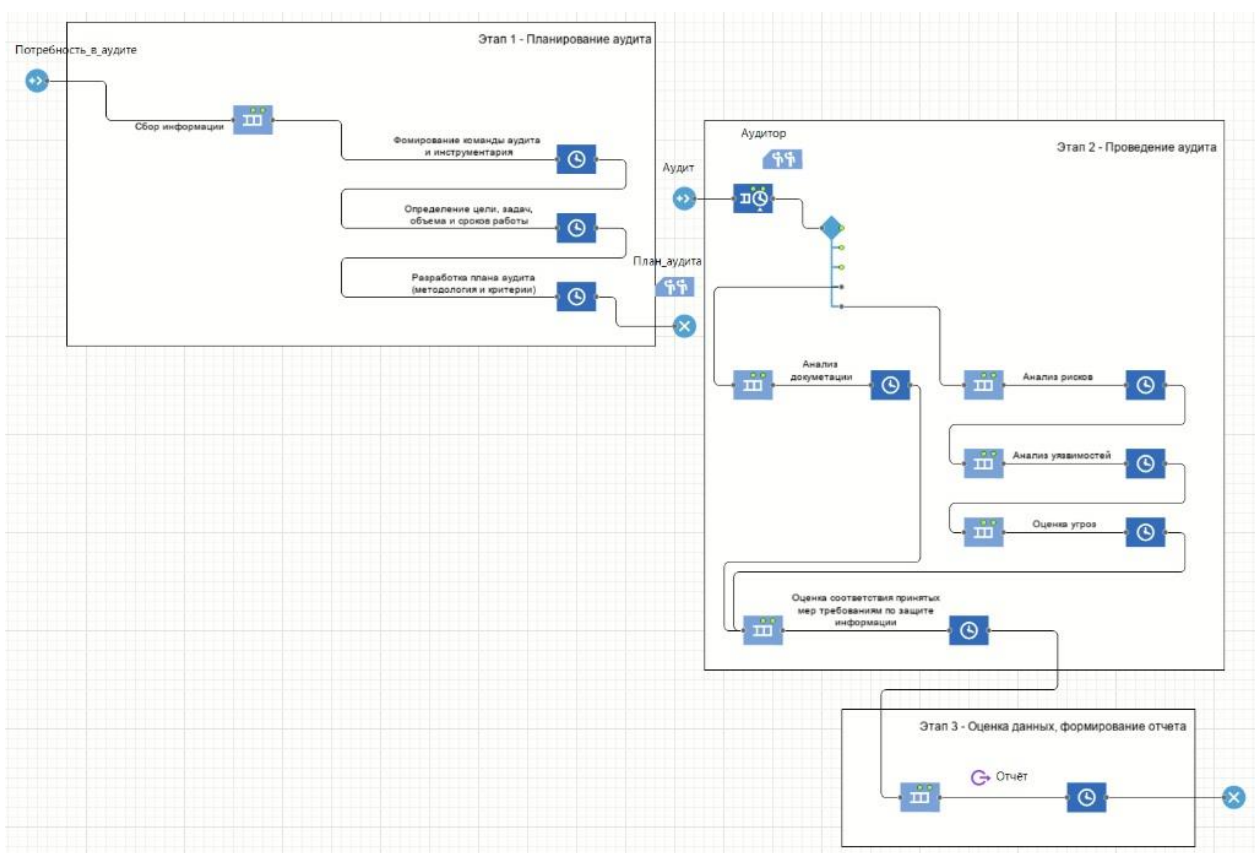 Этап 1 - Планирование аудита
Потребность_в_аудите
Сбор информации
Фомирование команды аудита
и инструментария
Определение цели, задач,
объема и сроков работы
Разработка плана аудита
(методология и критерии)
План_аудита
Этап 2 - Проведение аудита
Аудитор
Аудит
Анализ
докуметации
Анализ рисков
Анализ уязвимостей
Оценка угроз
Оценка соответствия принятых
мер требованиям по защите
информации
Этап 3 - Оценка данных, формирование отчета
Отчёт